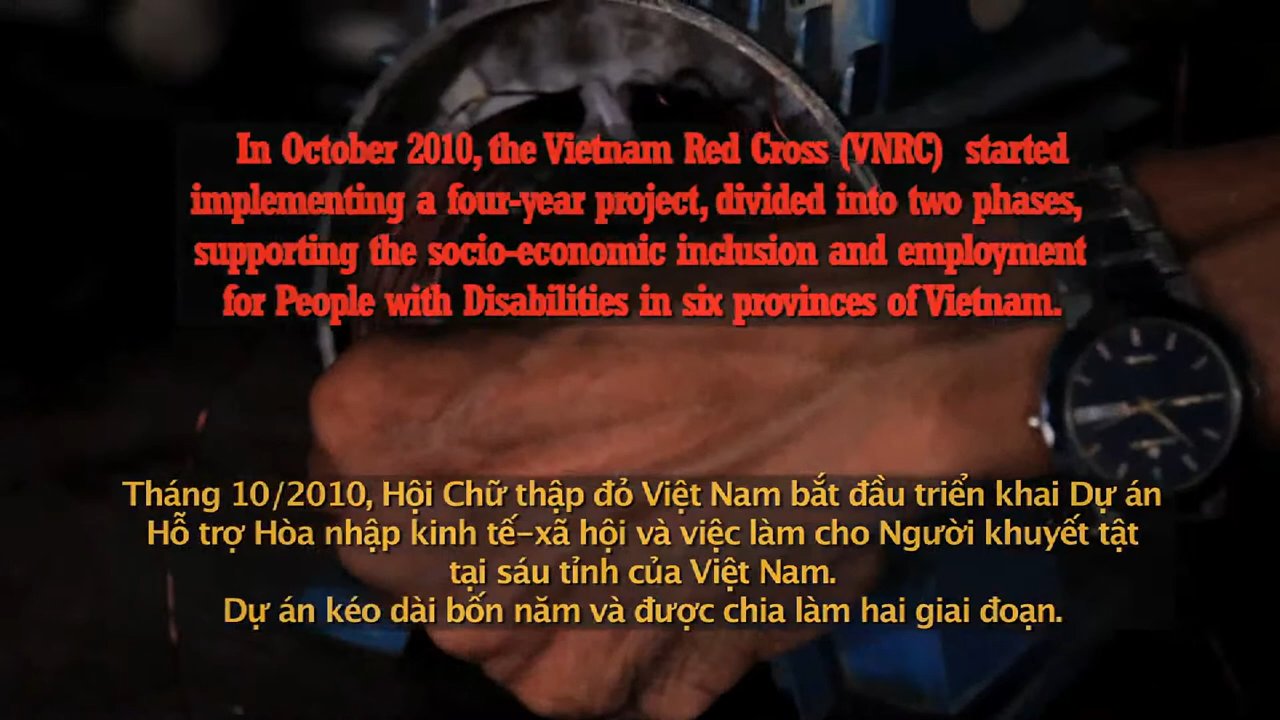 In October 2010, the Vietnam Red Cross (VNRC) started
implementing a four-year project, divided into two phases,
supporting the socio-economic inclusion and employment
for People with Disabilities in six provinces of Vietnam.
Tháng 10/2010, Hội Chữ thập đỏ Việt Nam bắt đầu triển khai Dự án
Hỗ trợ Hòa nhập kinh tế-xã hội và việc làm cho Người khuyết tật
tại sáu tỉnh của Việt Nam.
Dự án kéo dài bốn năm và được chia làm hai giai đoạn.